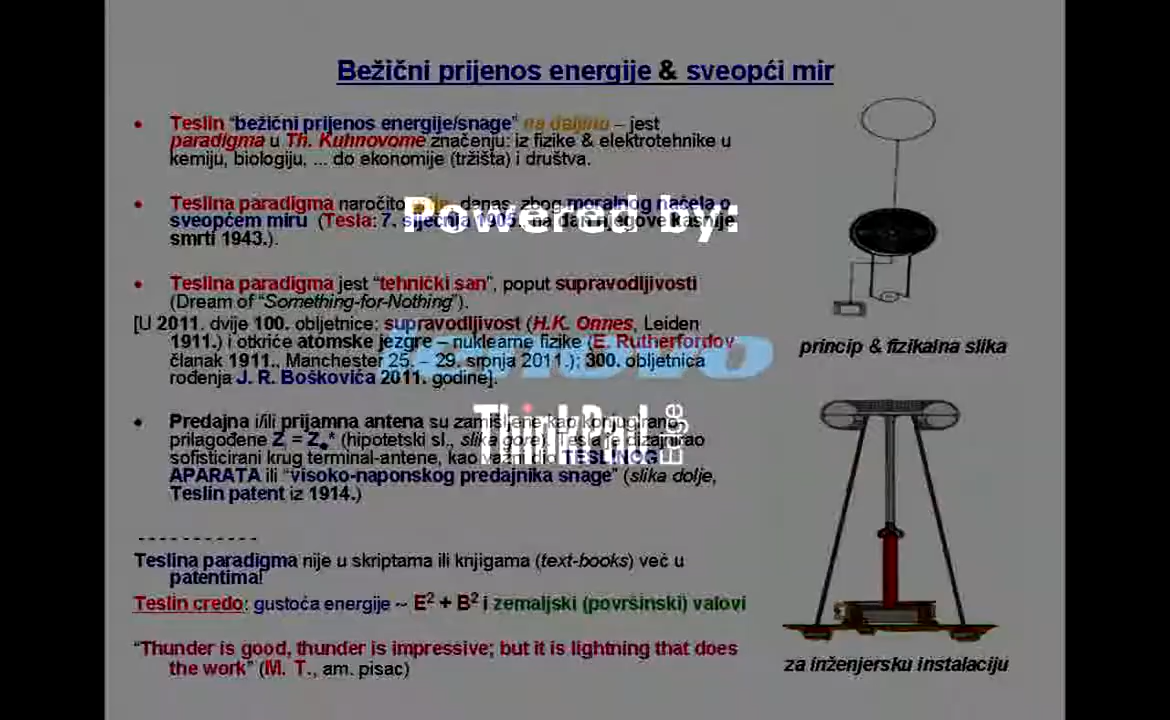 Bežični prijenos energije & sveopći mir
• Teslin “bežični prijenos energije/snage” na daljinu – jest
paradigma u Th. Kuhnovome značenju: iz fizike & elektrotehnike u
kemiju, biologiju, ... do ekonomije (tržišta) i društva.
• Teslina paradigma naročito danas zbog moralnog načela o
sveopćem miru (Tesla: 7. siječnja 1905. na dan njegove kasnije
smrti 1943.).
Powered by:
• Teslina paradigma jest “tehnički san”, poput supravodljivosti
(Dream of “Something-for-Nothing”).
[U 2011. dvije 100. obljetnice: supravodljivost (H.K. Onnes, Leiden
1911.) i otkriće atomske jezgre – nuklearne fizike (E. Rutherfordov
članak 1911., Manchester 25. – 29. srpnja 2011.); 300. obljetnica
rođenja J. R. Boškovića 2011. godine].
lenovo
princip & fizikalna slika
• Predajna i/ili prijamna antena su zamišljene kao konjugirano
prilagođene (hipotetski sl., slika gore). Tesla je dizajnirao
sofisticirani krug terminal-antene, kao važni dio TESLINOG
APARATA ili “visoko-naponskog predajnika snage” (slika dolje,
Teslin patent iz 1914.)
ThinkPad Edge
- - - - - - - - - - -
Teslina paradigma nije u skriptama ili knjigama (text-books) već u
patentima!
Teslin credo: gustoća energije ~ E² + B² i zemaljski (površinski) valovi
“Thunder is good, thunder is impressive; but it is lightning that does
the work” (M. T., am. pisac)
za inženjersku instalaciju